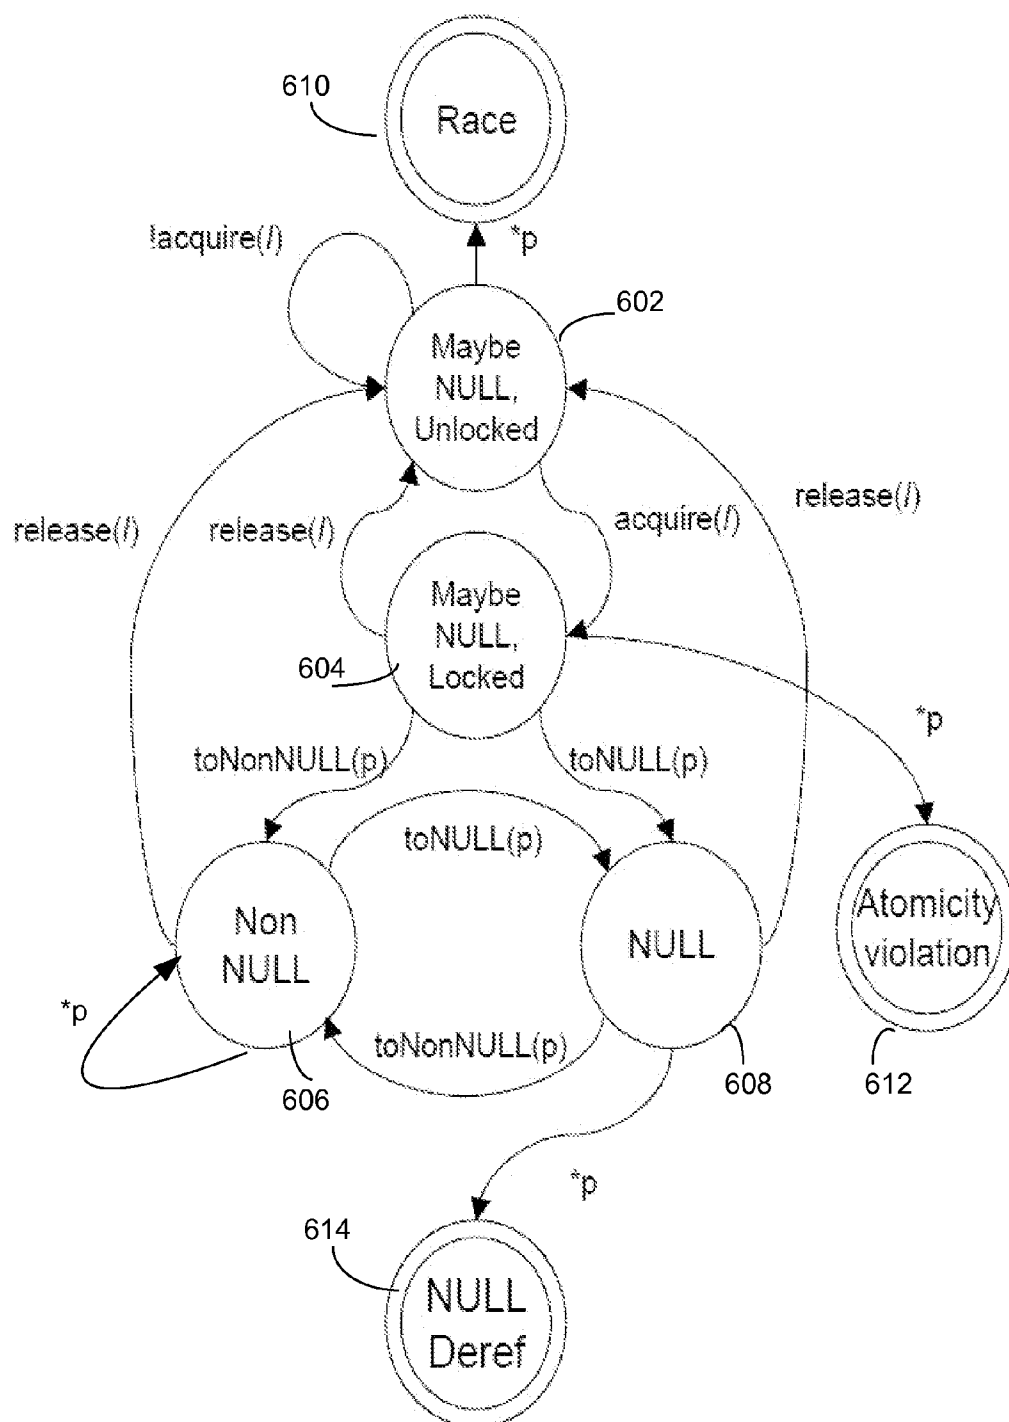 610
Race
*p
!acquire(l)
602
Maybe
NULL,
Unlocked
release(l)
release(l)
acquire(l)
release(l)
Maybe
NULL,
Locked
604
*p
toNonNULL(p)
toNULL(p)
toNULL(p)
Non
NULL
NULL
Atomicity
violation
*p
toNonNULL(p)
606
608
612
*p
614
NULL
Deref